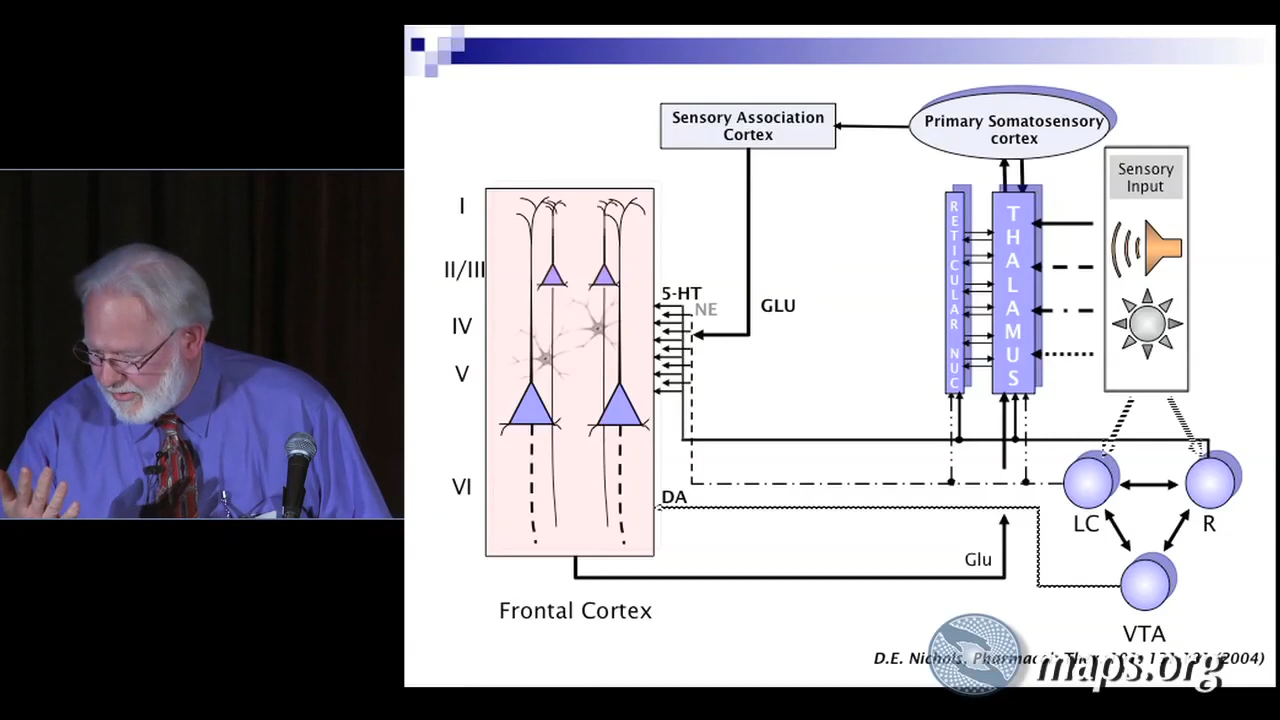 Sensory Association
Cortex
Primary Somatosensory
cortex
Sensory
Input
I
II/III
IV
V
VI
5-HT
NE
GLU
RETICULAR NUC
THALAMUS
DA
Glu
LC
R
VTA
Frontal Cortex
D.E. Nichols, (2004)
maps.org